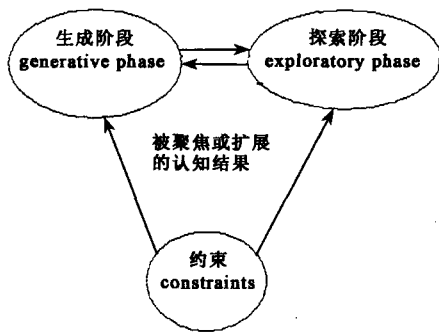 生成阶段
generative phase
探索阶段
exploratory phase
被聚焦或扩展
的认知结果
约束
constraints